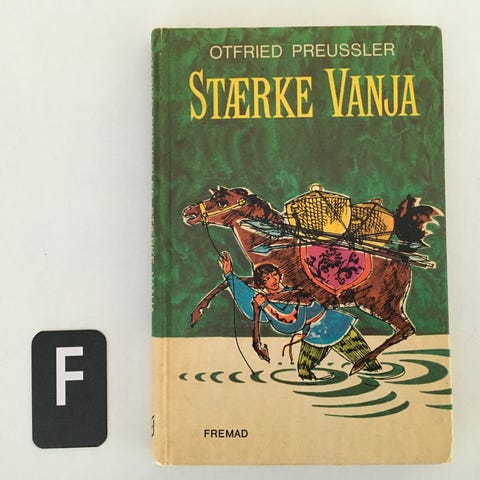 OTFRIED PREUSSLER
STÆRKE VANJA
F
FREMAD